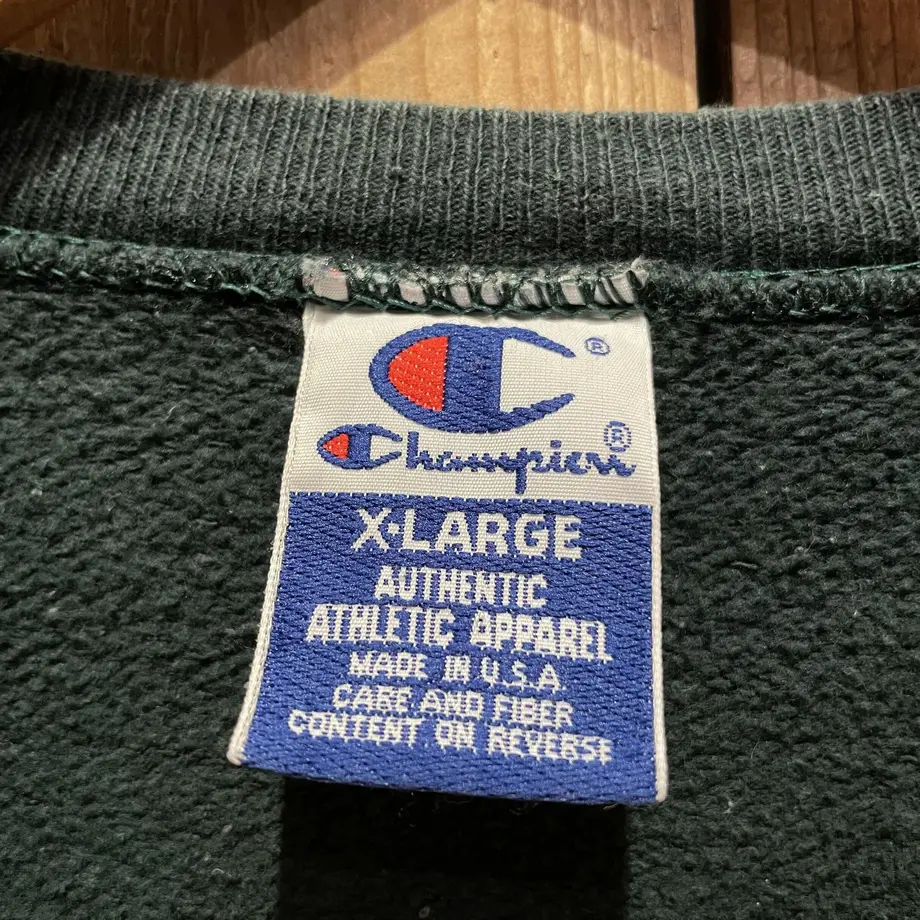 ®
Champion®
X-LARGE
AUTHENTIC
ATHLETIC APPAREL
MADE IN U.S.A.
CARE AND FIBER
CONTENT ON REVERSE